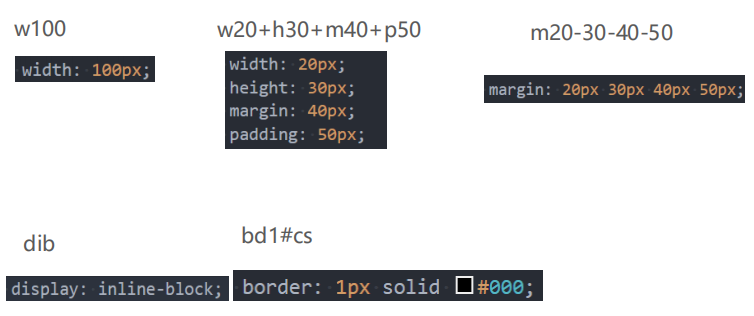 w100
width: 100px;
w20+h30+m40+p50
width: 20px;
height: 30px;
margin: 40px;
padding: 50px;
m20-30-40-50
margin: 20px 30px 40px 50px;
dib
display: inline-block;
bd1#cs
border: 1px solid #000;